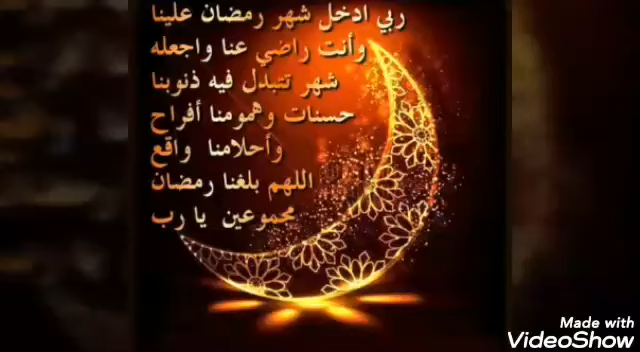 ربي ادخل شهر رمضان علينا
وأنت راضي عنا واجعله
شهر تتبدل فيه ذنوبنا
حسنات وهمومنا أفراح
وأحلامنا واقع
اللهم بلغنا رمضان
مجموعين يا رب
Made with
VideoShow